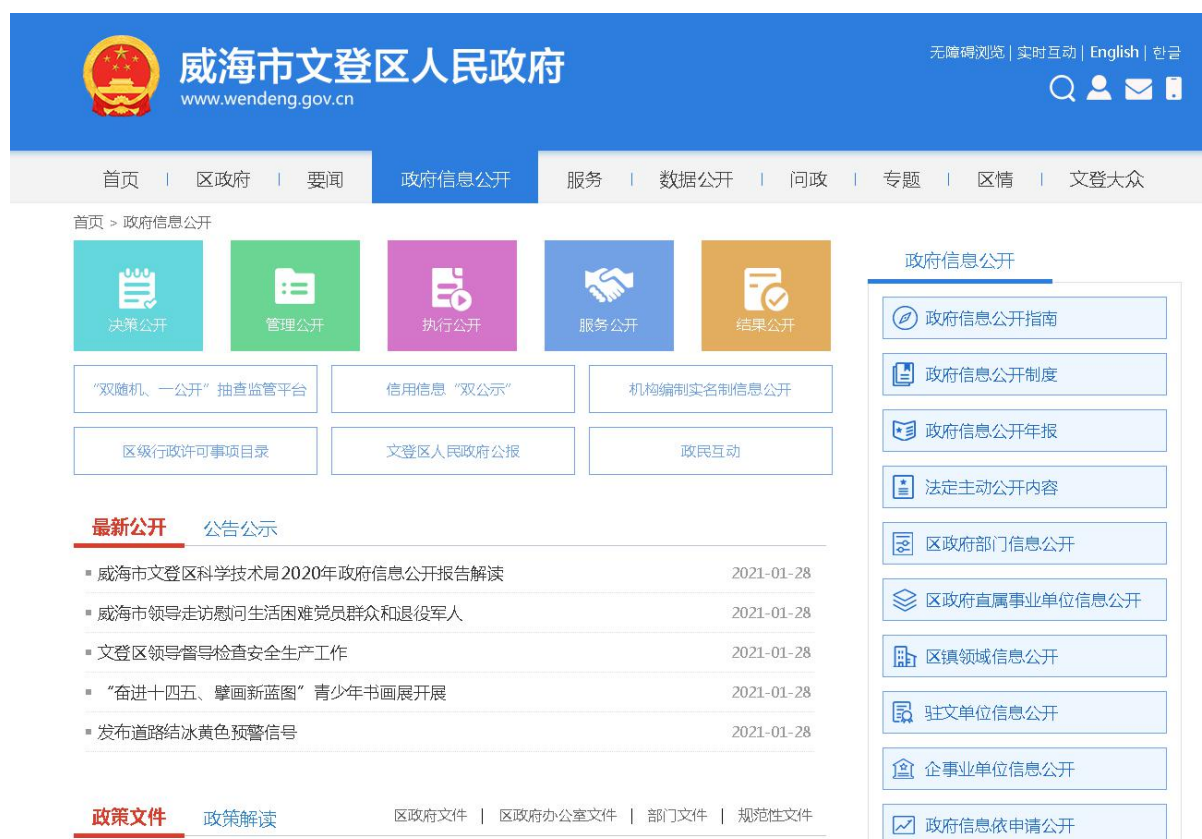 威海市文登区人民政府
www.wendeng.gov.cn
无障碍浏览 | 实时互动 | English | 한글
首页 | 区政府 | 要闻 政府信息公开 服务 | 数据公开 | 问政 | 专题 | 区情 | 文登大众
首页 > 政府信息公开
决策公开 管理公开 执行公开 服务公开 结果公开
“双随机、一公开”抽查监管平台 信用信息“双公示” 机构编制实名制信息公开
区级行政许可事项目录 文登区人民政府公报 政民互动
最新公开 公告公示
威海市文登区科学技术局2020年政府信息公开报告解读 2021-01-28
威海市领导走访慰问生活困难党员群众和退役军人 2021-01-28
文登区领导督导检查安全生产工作 2021-01-28
“奋进十四五、擘画新蓝图”青少年书画展开展 2021-01-28
发布道路结冰黄色预警信号 2021-01-28
政策文件 政策解读 区政府文件 | 区政府办公室文件 | 部门文件 | 规范性文件
政府信息公开
政府信息公开指南
政府信息公开制度
政府信息公开年报
法定主动公开内容
区政府部门信息公开
区政府直属事业单位信息公开
区镇领域信息公开
驻文单位信息公开
企事业单位信息公开
政府信息依申请公开